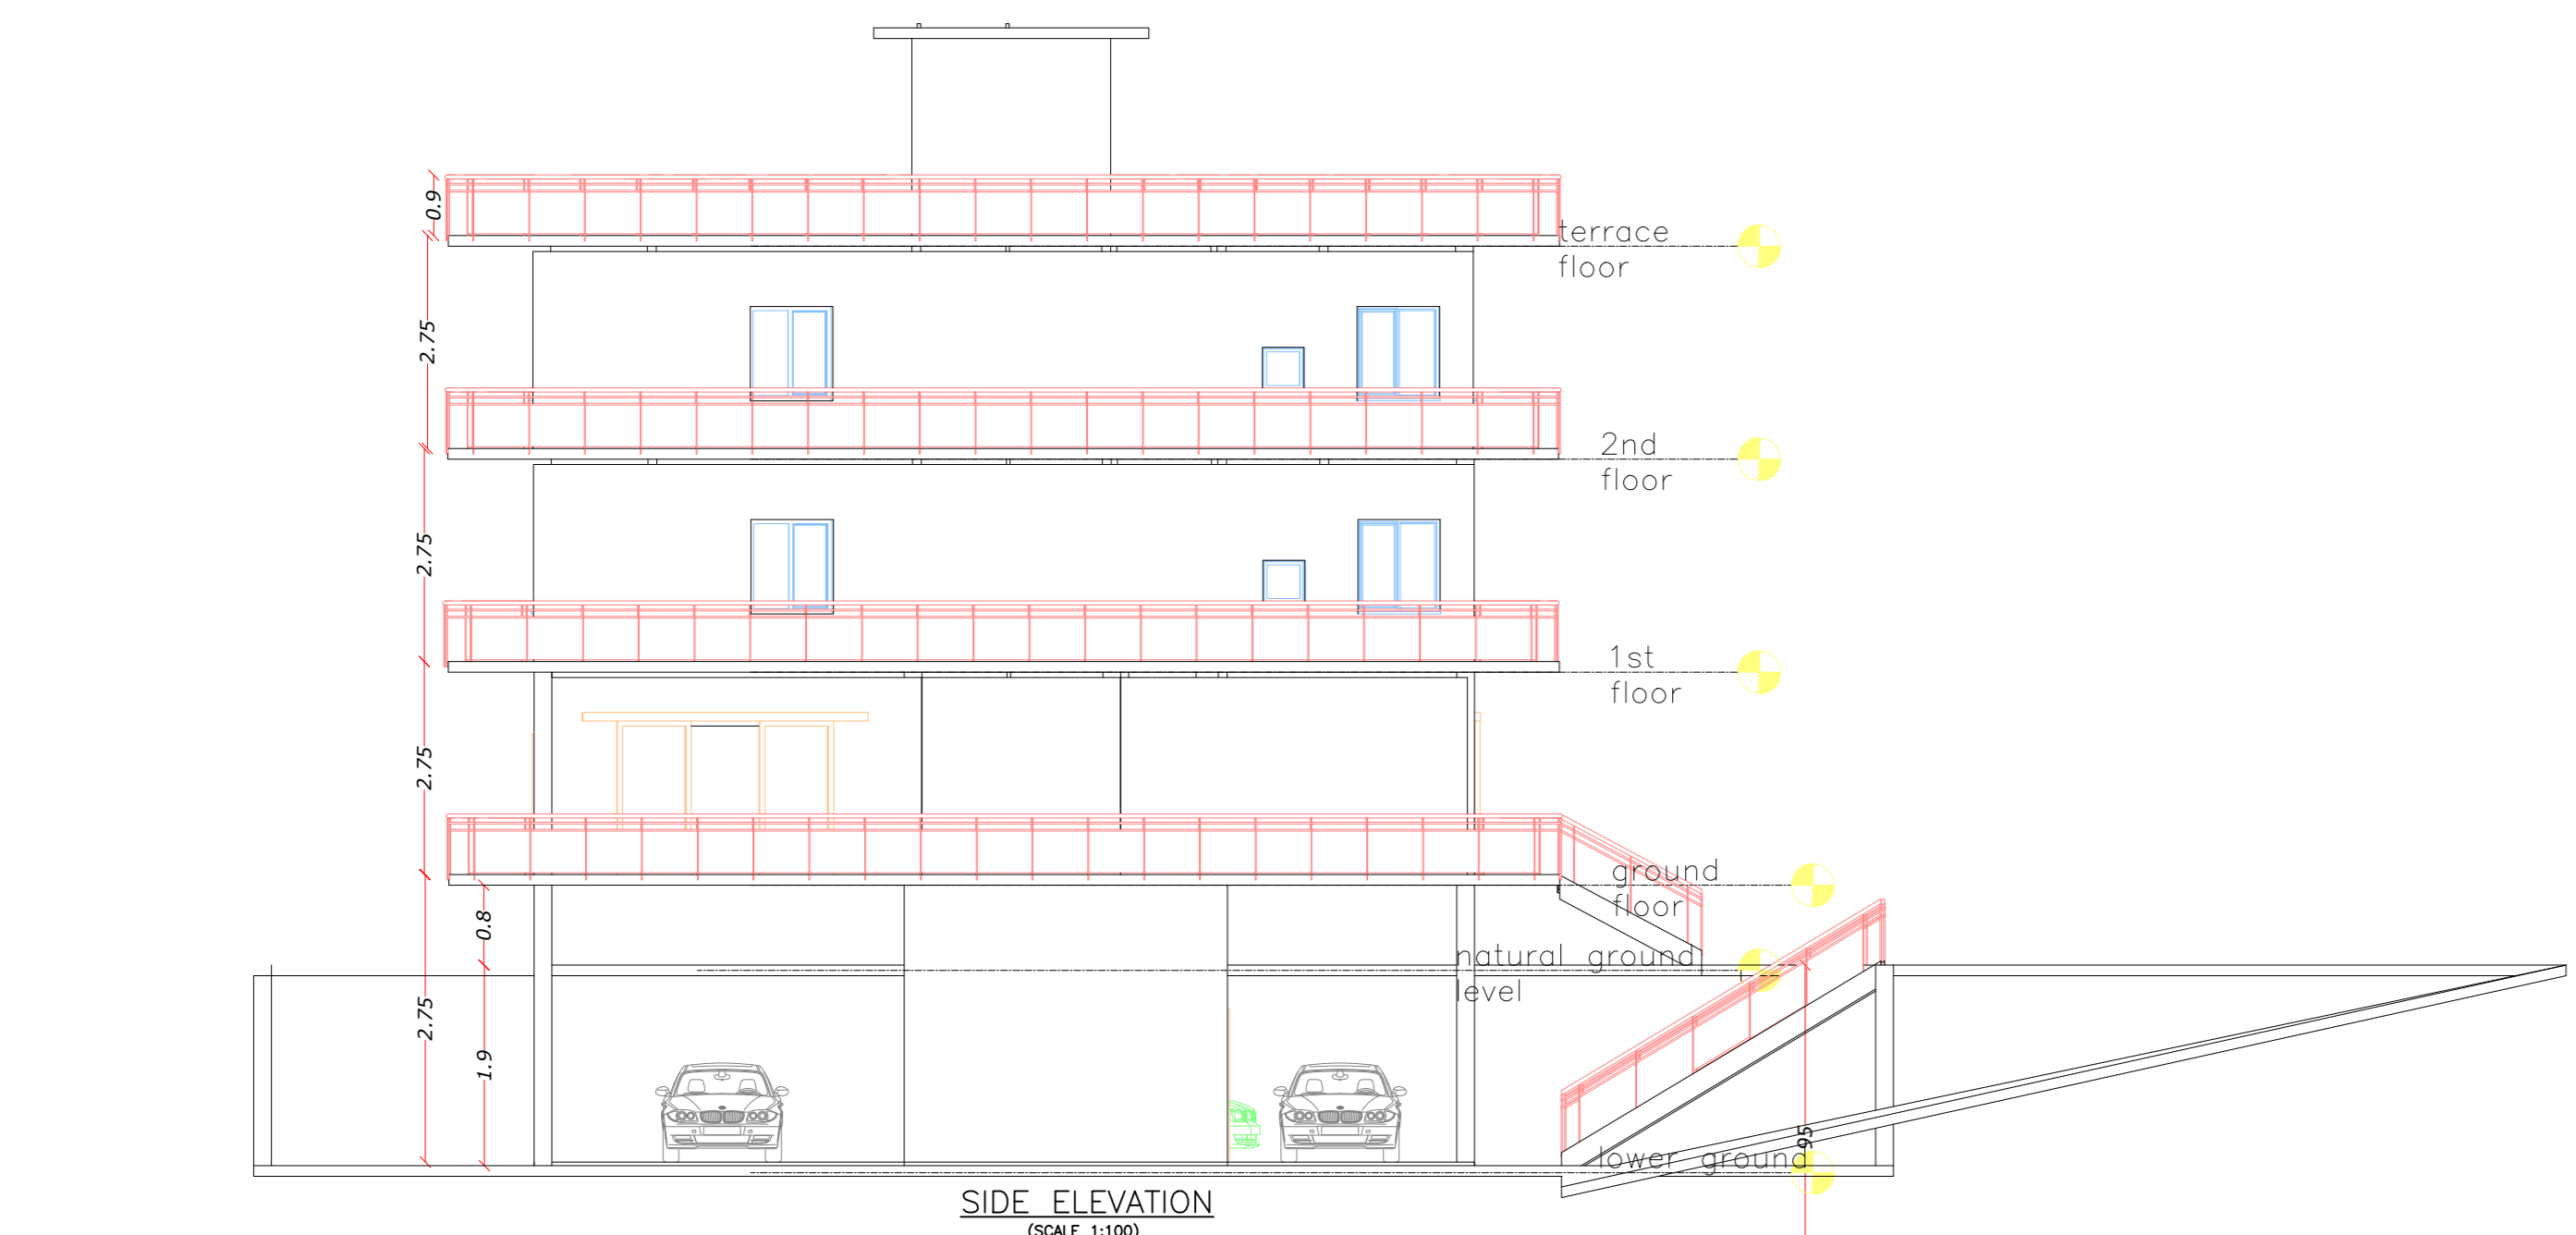 0.9
terrace
floor
2.75
2nd
floor
2.75
1st
floor
2.75
ground
floor
0.8
natural ground
level
2.75
1.9
lower ground
SIDE ELEVATION
(SCALE 1:100)